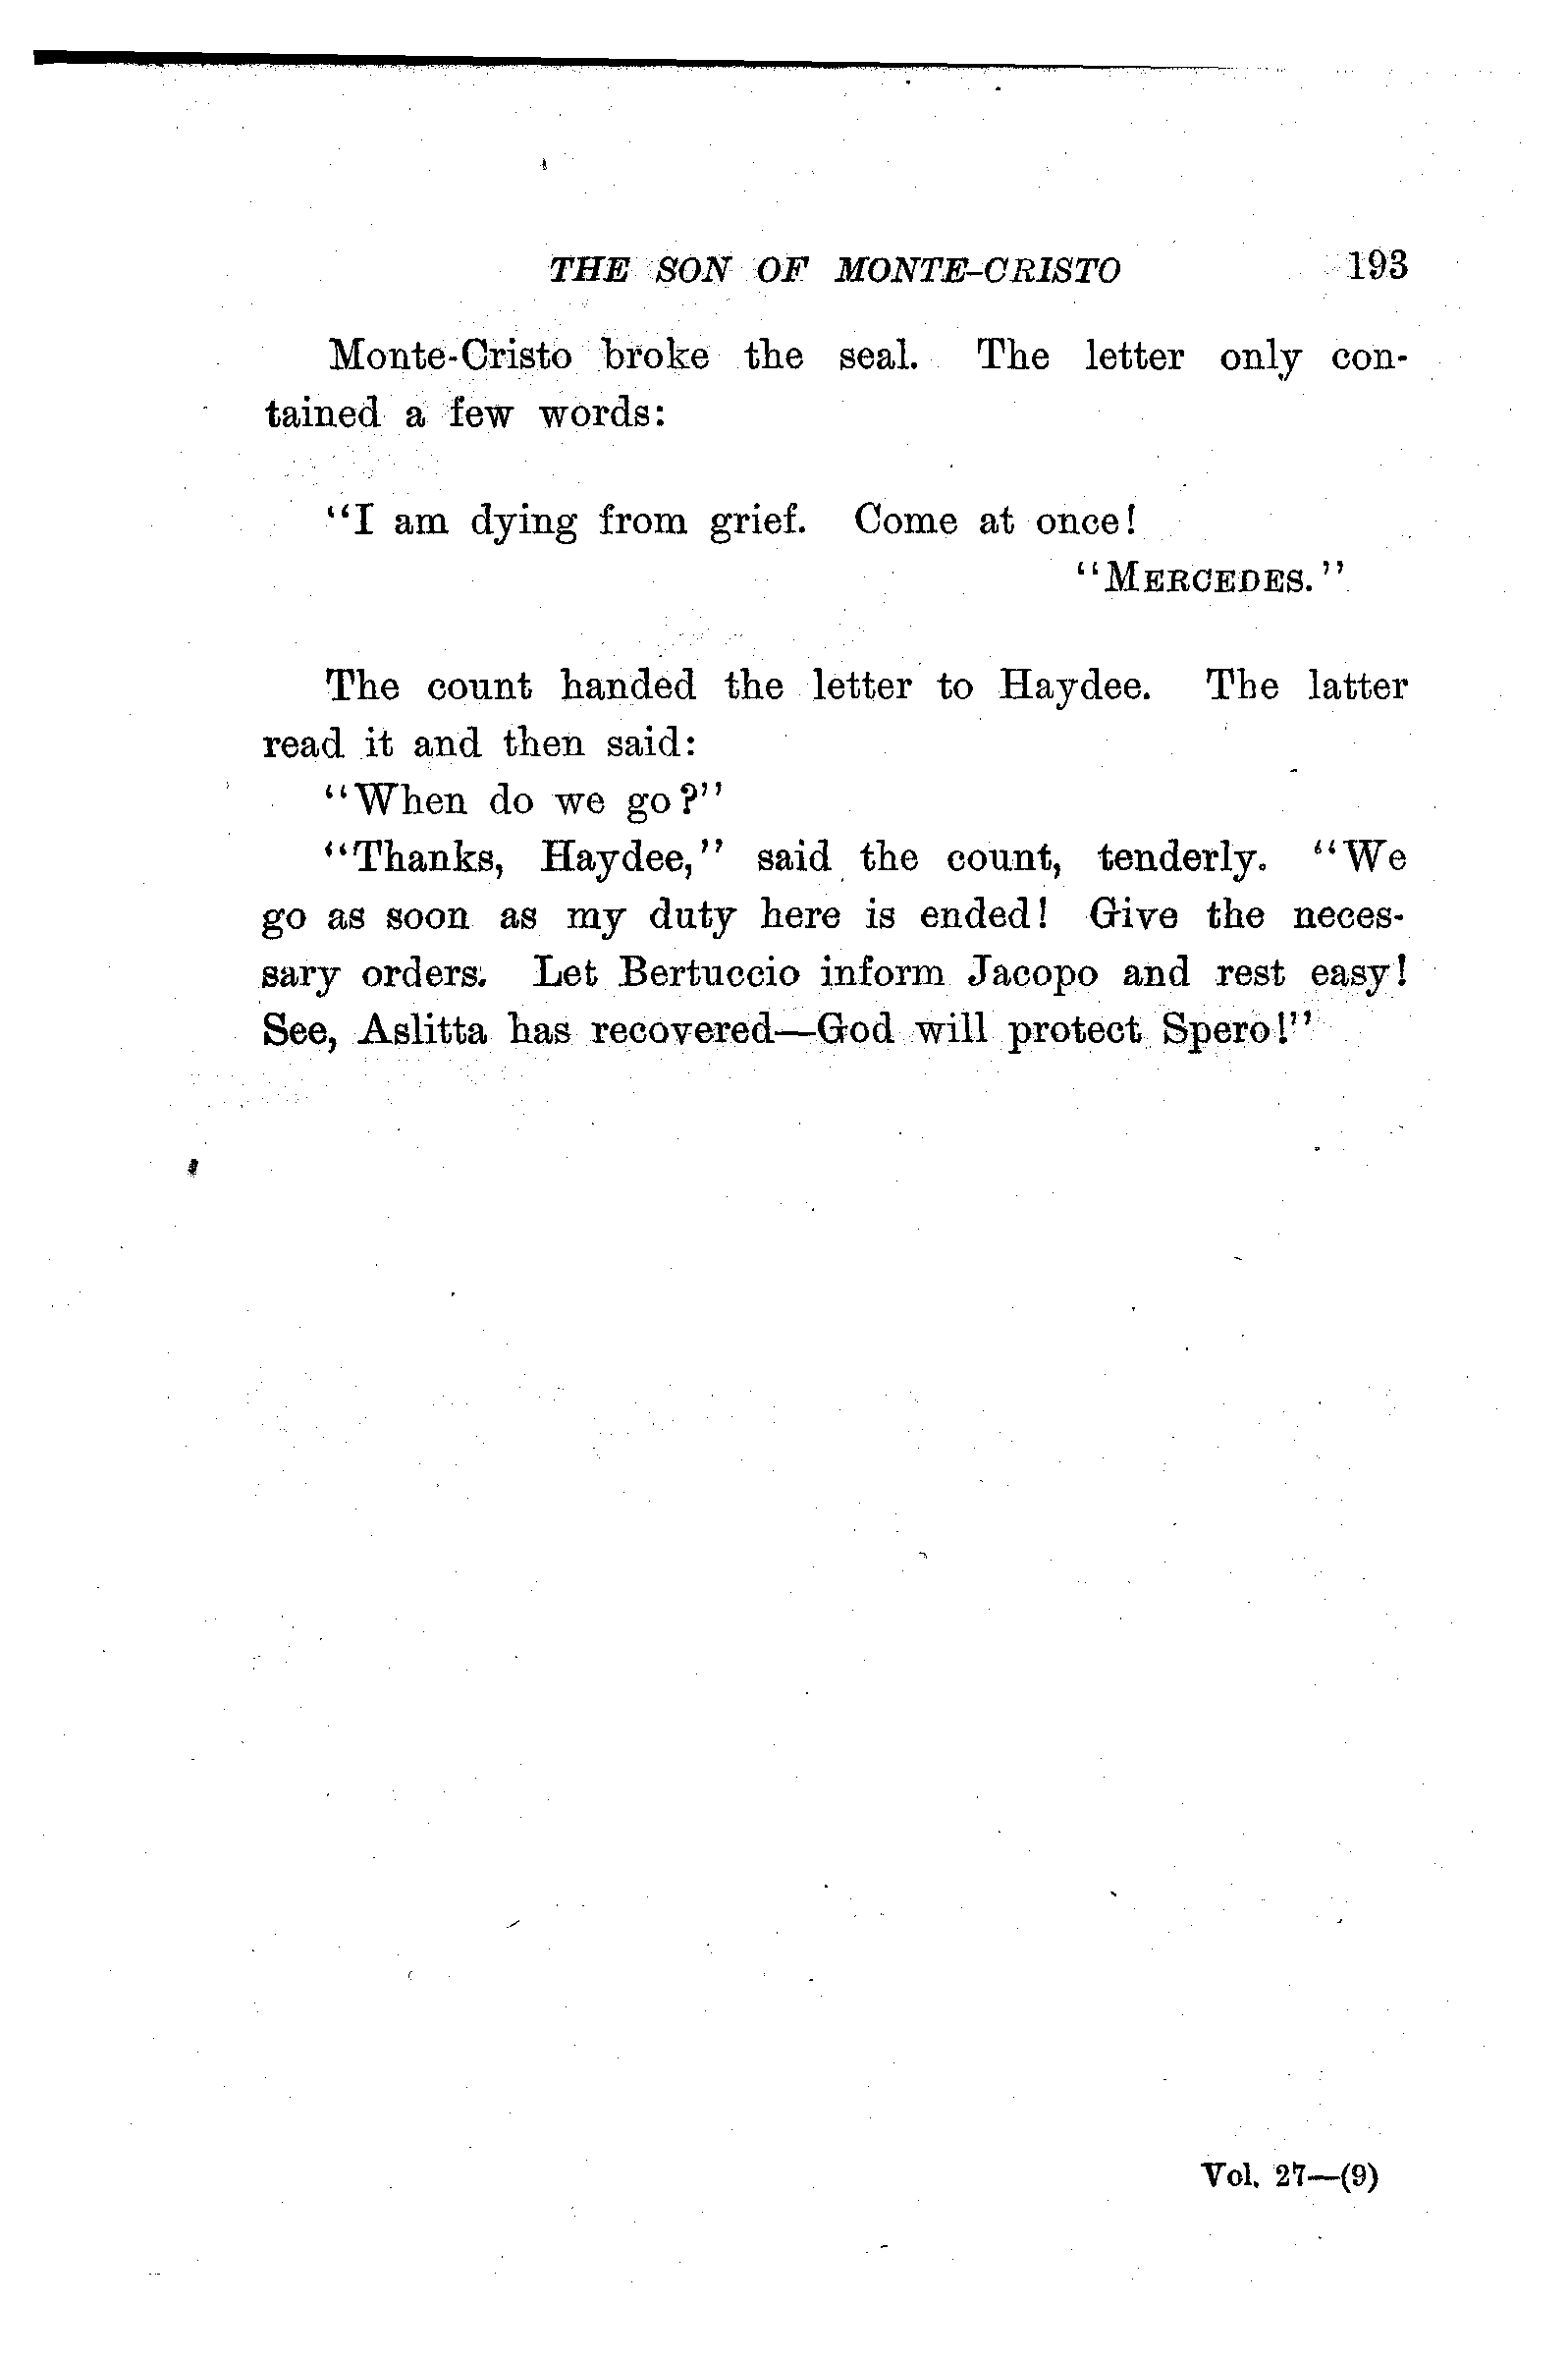 THE SON OF MONTE-CRISTO 193
Monte-Cristo broke the seal. The letter only con-
tained a few words:
"I am dying from grief. Come at once!
"MERCEDES."
The count handed the letter to Haydee. The latter
read it and then said:
"When do we go?"
"Thanks, Haydee," said the count, tenderly. "We
go as soon as my duty here is ended! Give the neces-
sary orders. Let Bertuccio inform Jacopo and rest easy!
See, Aslitta has recovered—God will protect Spero!"
Vol. 27—(9)